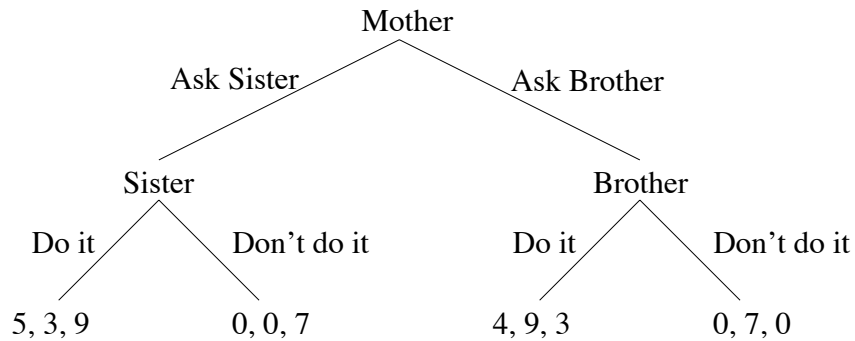 Mother
Ask Sister
Ask Brother
Sister
Brother
Do it
Don't do it
Do it
Don't do it
5, 3, 9
0, 0, 7
4, 9, 3
0, 7, 0